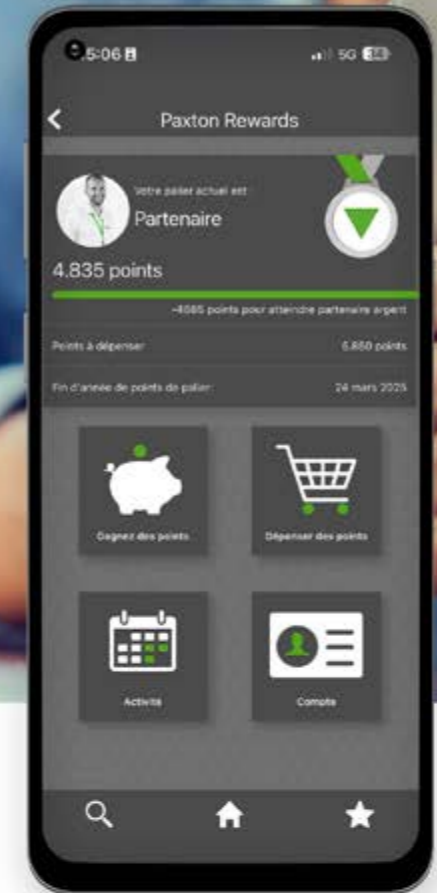 5:06
5G 34
Paxton Rewards
Votre palier actuel est
Partenaire
4.835 points
points pour atteindre partenaire argent
Points à dépenser points
Fin d'année de points de palier: 24 mars 2025
Gagnez des points Dépenser des points
Activité Compte